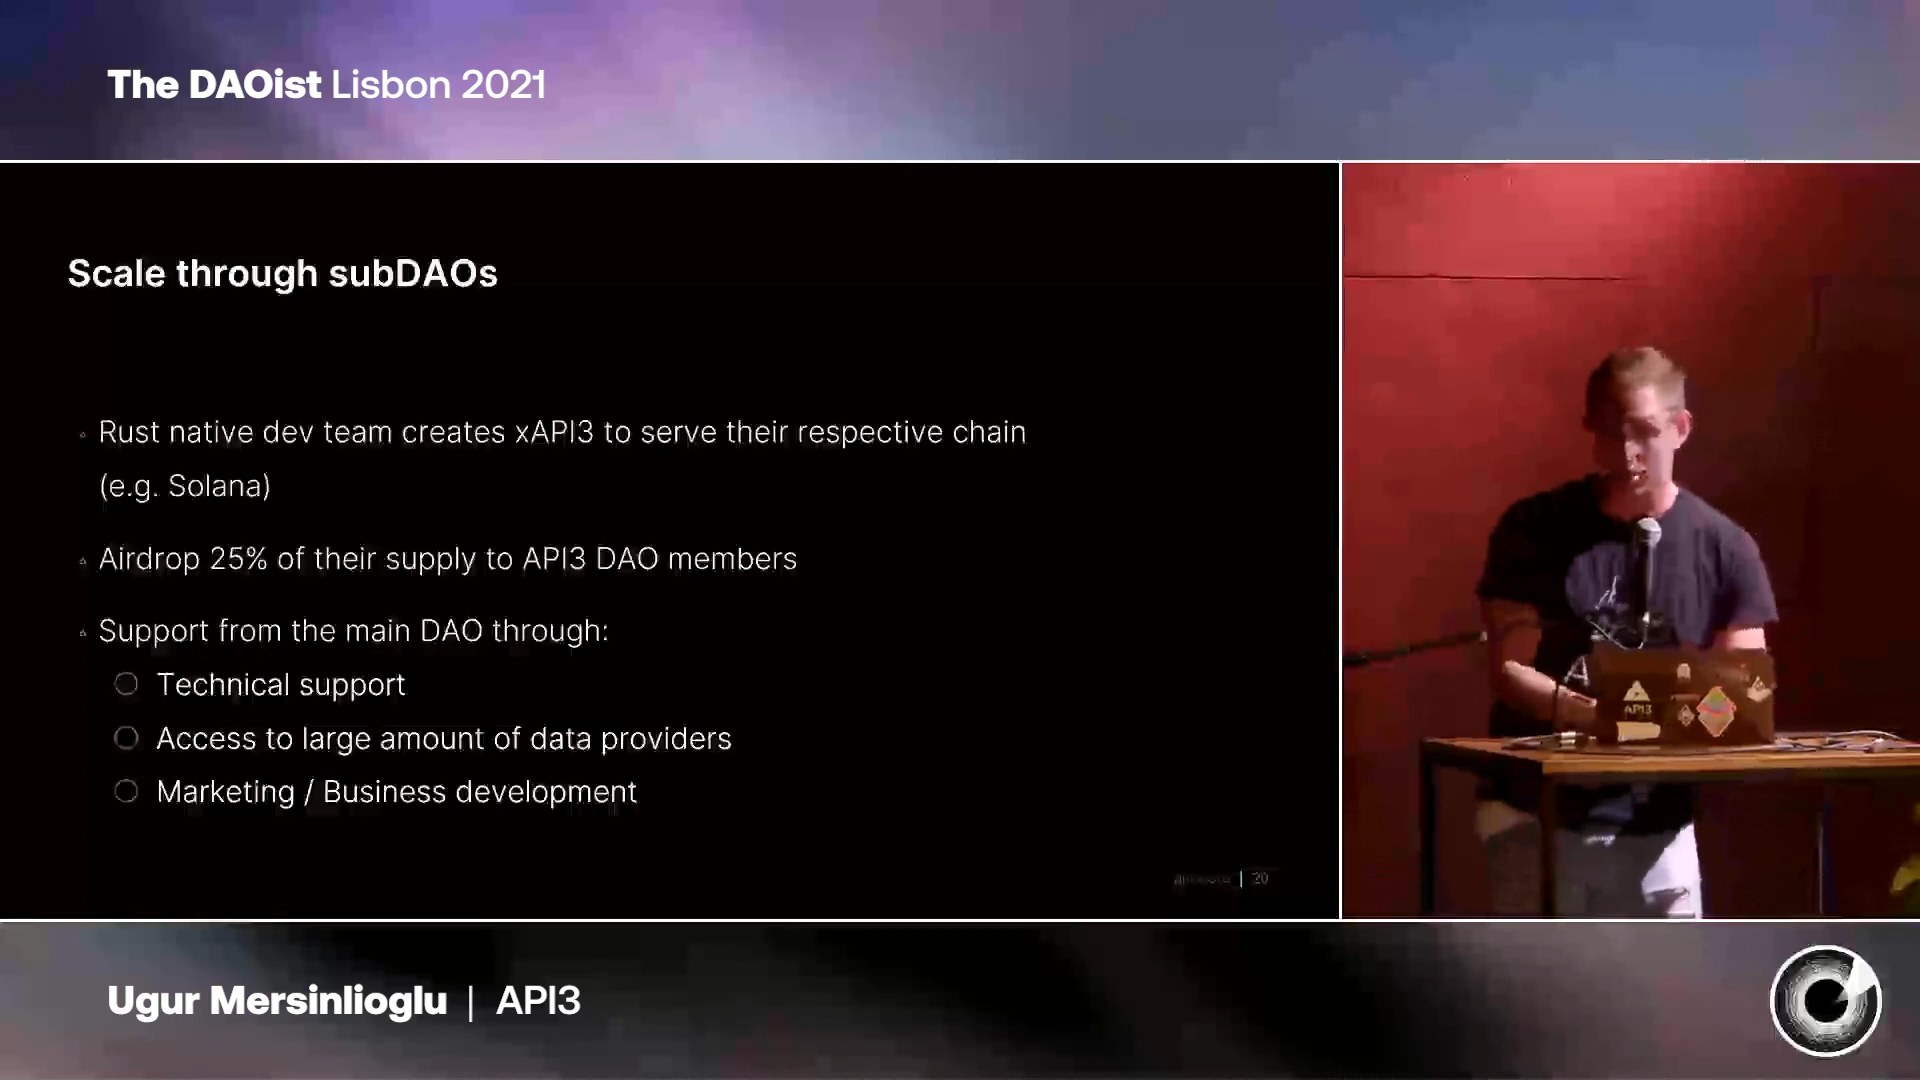 The DAOist Lisbon 2021
Scale through subDAOs
Rust native dev team creates xAPI3 to serve their respective chain
(e.g. Solana)
Airdrop 25% of their supply to API3 DAO members
Support from the main DAO through:
Technical support
Access to large amount of data providers
Marketing / Business development
20
API3
Ugur Mersinlioglu | API3